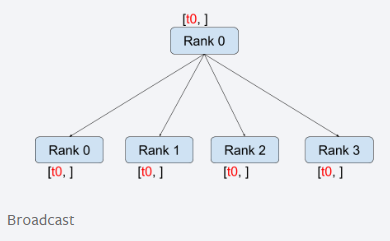 [t0, ]
Rank 0
Rank 0 Rank 1 Rank 2 Rank 3
[t0, ] [t0, ] [t0, ] [t0, ]
Broadcast